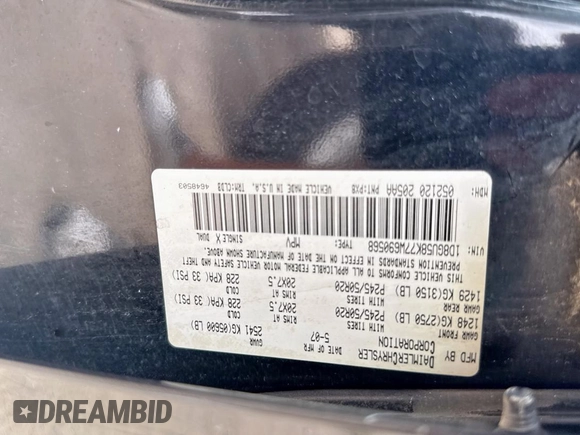 MFD BY DAIMLERCHRYSLER CORPORATION
DATE OF MFR 5-07
GVWR 2541 KG(05600 LB)
GAWR FRONT 1248 KG(2750 LB) WITH TIRES P245/50R20 RIMS AT 20X7.5 COLD 228 KPA( 33 PSI)
GAWR REAR 1429 KG(3150 LB) WITH TIRES P245/50R20 RIMS AT 20X7.5 COLD 228 KPA( 33 PSI)
THIS VEHICLE CONFORMS TO ALL APPLICABLE FEDERAL MOTOR VEHICLE SAFETY AND THEFT
PREVENTION STANDARDS IN EFFECT ON THE DATE OF MANUFACTURE SHOWN ABOVE.
VIN: 1D8GU58K77W690568 TYPE: MPV SINGLE X DUAL
MDH: 052120 205AA PNT:PX8 VEHICLE MADE IN U.S.A. TRM:CLJ8 4648503
DREAMBID